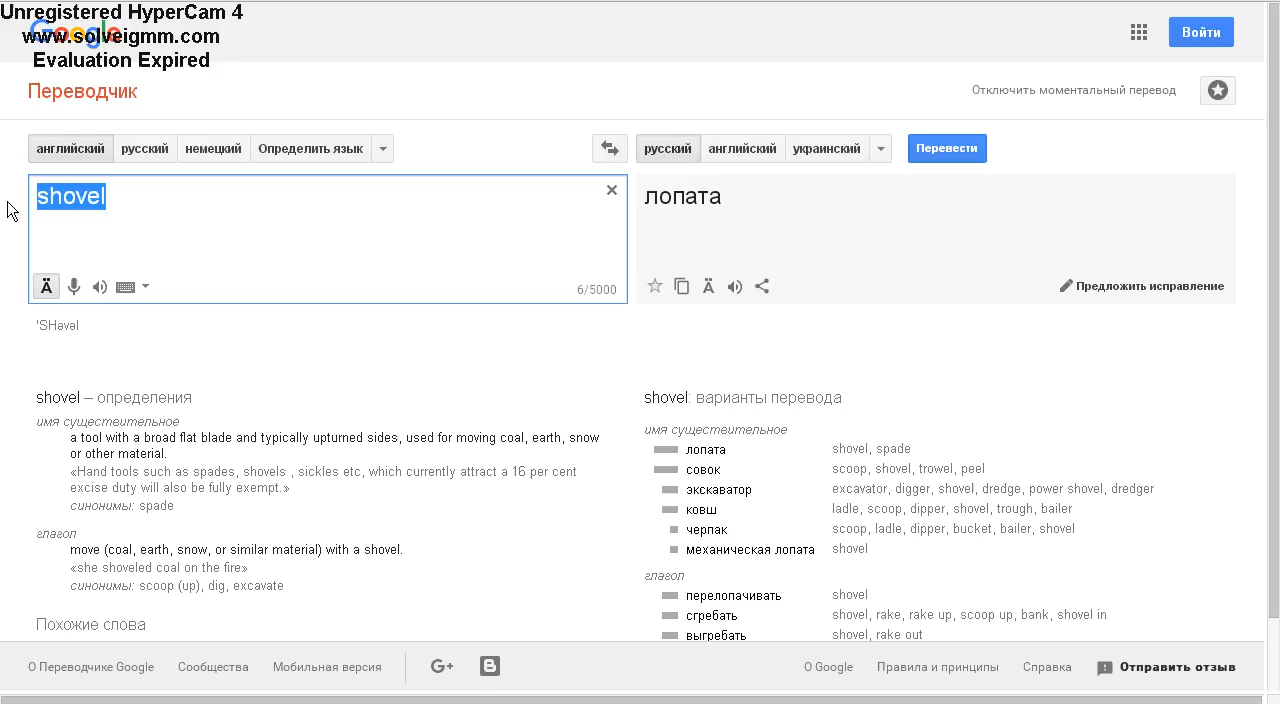 Unregistered HyperCam 4
Google
www.solveigmm.com
Evaluation Expired
Войти
Переводчик
Отключить моментальный перевод
английский русский немецкий Определить язык
русский английский украинский Перевести
shovel
лопата
Ä
6/5000
Ä
Предложить исправление
'SHəvəl
shovel – определения
имя существительное
a tool with a broad flat blade and typically upturned sides, used for moving coal, earth, snow
or other material.
«Hand tools such as spades, shovels , sickles etc, which currently attract a 16 per cent
excise duty will also be fully exempt.»
синонимы: spade
глагол
move (coal, earth, snow, or similar material) with a shovel.
«she shoveled coal on the fire»
синонимы: scoop (up), dig, excavate
Похожие слова
shovel: варианты перевода
имя существительное
лопата shovel, spade
совок scoop, shovel, trowel, peel
экскаватор excavator, digger, shovel, dredge, power shovel, dredger
ковш ladle, scoop, dipper, shovel, trough, bailer
черпак scoop, ladle, dipper, bucket, bailer, shovel
механическая лопата shovel
глагол
перелопачивать shovel
сгребать shovel, rake, rake up, scoop up, bank, shovel in
выгребать shovel, rake out
О Переводчике Google Сообщества Мобильная версия G+ B
О Google Правила и принципы Справка Отправить отзыв